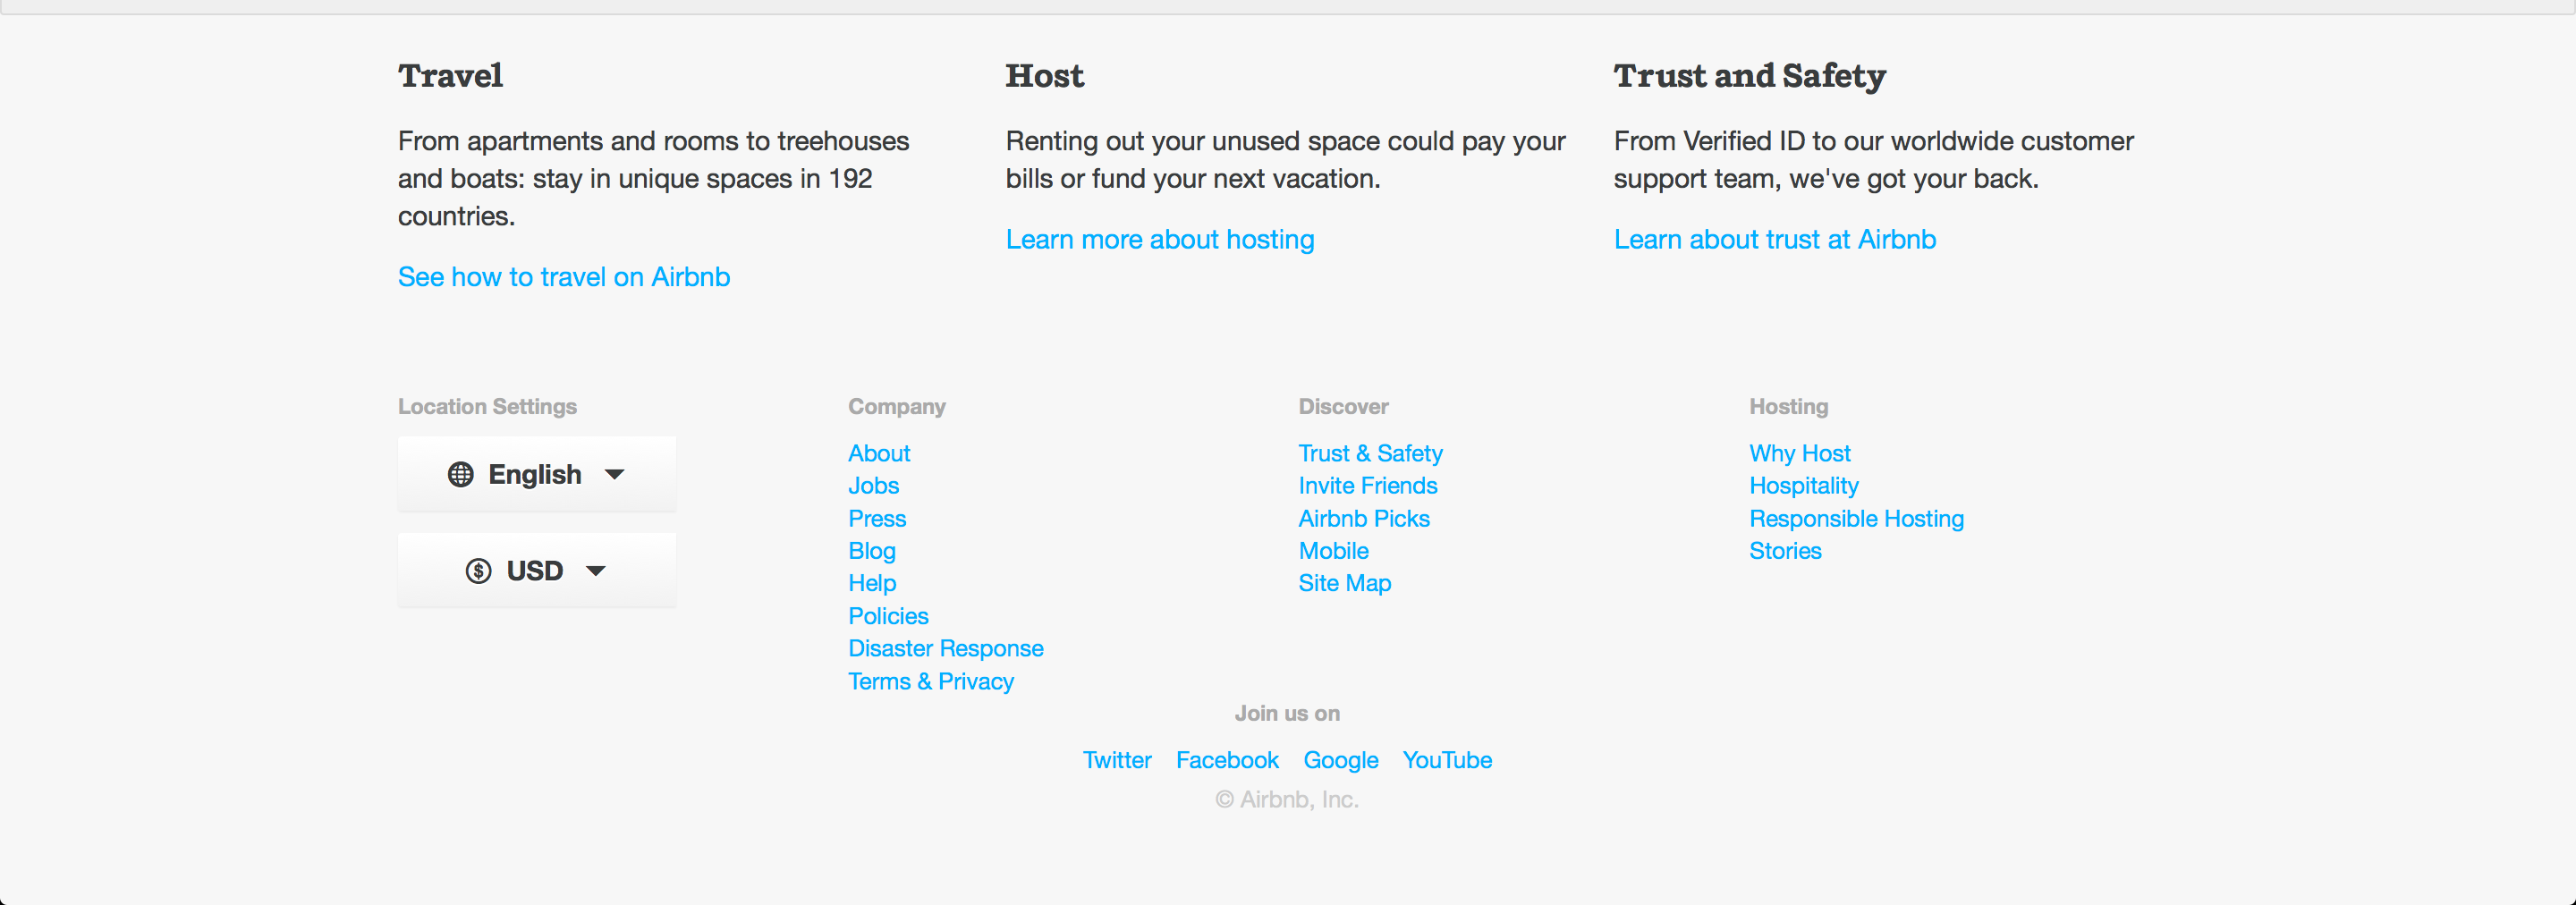 Travel
From apartments and rooms to treehouses
and boats: stay in unique spaces in 192
countries.
See how to travel on Airbnb
Host
Renting out your unused space could pay your
bills or fund your next vacation.
Learn more about hosting
Trust and Safety
From Verified ID to our worldwide customer
support team, we've got your back.
Learn about trust at Airbnb
Location Settings
English
USD
Company
About
Jobs
Press
Blog
Help
Policies
Disaster Response
Terms & Privacy
Discover
Trust & Safety
Invite Friends
Airbnb Picks
Mobile
Site Map
Hosting
Why Host
Hospitality
Responsible Hosting
Stories
Join us on
Twitter Facebook Google YouTube
© Airbnb, Inc.